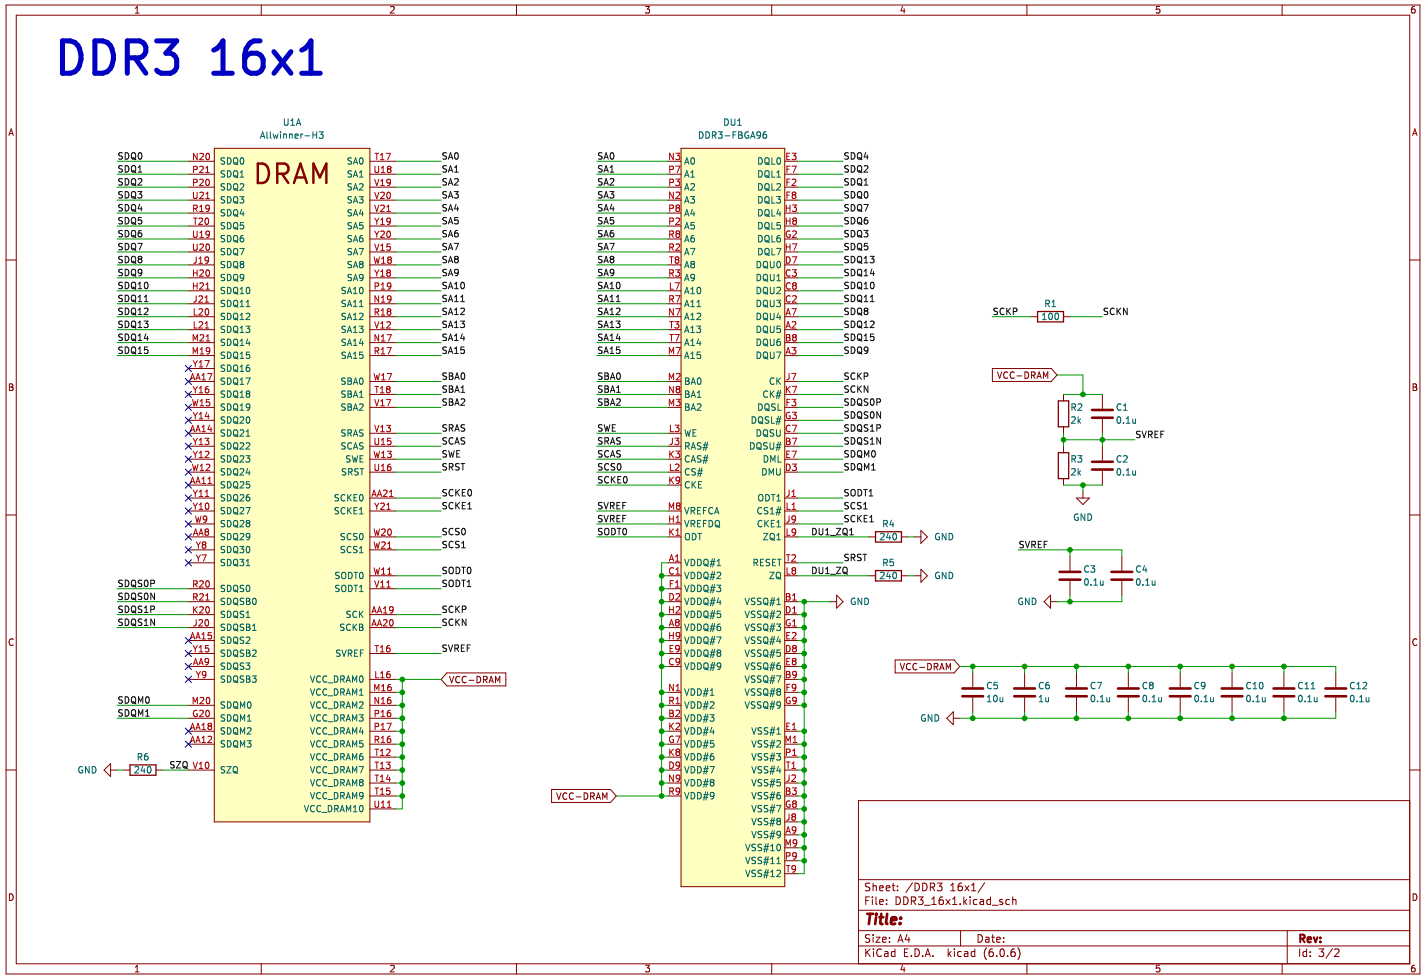 1 2 3 4 5 6
DDR3 16x1
A A
B B
C C
D D
U1A
Allwinner-H3
DRAM
SDQ0 N20 SDQ0 SA0 T17 SA0
SDQ1 P21 SDQ1 SA1 U18 SA1
SDQ2 P20 SDQ2 SA2 V19 SA2
SDQ3 U21 SDQ3 SA3 V20 SA3
SDQ4 R19 SDQ4 SA4 V21 SA4
SDQ5 T20 SDQ5 SA5 Y19 SA5
SDQ6 U19 SDQ6 SA6 Y20 SA6
SDQ7 U20 SDQ7 SA7 V15 SA7
SDQ8 J19 SDQ8 SA8 W18 SA8
SDQ9 H20 SDQ9 SA9 Y18 SA9
SDQ10 H21 SDQ10 SA10 P19 SA10
SDQ11 J21 SDQ11 SA11 N19 SA11
SDQ12 L20 SDQ12 SA12 R18 SA12
SDQ13 L21 SDQ13 SA13 V12 SA13
SDQ14 M21 SDQ14 SA14 N17 SA14
SDQ15 M19 SDQ15 SA15 R17 SA15
Y17 SDQ16
AA17 SDQ17 SBA0 W17 SBA0
Y16 SDQ18 SBA1 T18 SBA1
W15 SDQ19 SBA2 V17 SBA2
Y14 SDQ20
AA14 SDQ21 SRAS V13 SRAS
Y13 SDQ22 SCAS U15 SCAS
Y12 SDQ23 SWE W13 SWE
W12 SDQ24 SRST U16 SRST
AA11 SDQ25
Y11 SDQ26 SCKE0 AA21 SCKE0
Y10 SDQ27 SCKE1 Y21 SCKE1
W9 SDQ28
AA8 SDQ29 SCS0 W20 SCS0
Y8 SDQ30 SCS1 W21 SCS1
Y7 SDQ31
SODT0 W11 SODT0
SDQS0P R20 SDQS0 SODT1 V11 SODT1
SDQS0N R21 SDQSB0
SDQS1P K20 SDQS1 SCK AA19 SCKP
SDQS1N J20 SDQSB1 SCKB AA20 SCKN
AA15 SDQS2
Y15 SDQSB2 SVREF T16 SVREF
AA9 SDQS3
Y9 SDQSB3 VCC_DRAM0 L16 VCC-DRAM
VCC_DRAM1 M16
SDQM0 M20 SDQM0 VCC_DRAM2 N16
SDQM1 G20 SDQM1 VCC_DRAM3 P16
AA18 SDQM2 VCC_DRAM4 P17
AA12 SDQM3 VCC_DRAM5 R16
VCC_DRAM6 T12
GND R6 240 SZQ V10 SZQ VCC_DRAM7 T13
VCC_DRAM8 T14
VCC_DRAM9 T15
VCC_DRAM10 U11
DU1
DDR3-FBGA96
SA0 N3 A0 DQL0 E3 SDQ4
SA1 P7 A1 DQL1 F7 SDQ2
SA2 P3 A2 DQL2 F2 SDQ1
SA3 N2 A3 DQL3 F8 SDQ0
SA4 P8 A4 DQL4 H3 SDQ7
SA5 P2 A5 DQL5 H8 SDQ6
SA6 R8 A6 DQL6 G2 SDQ3
SA7 R2 A7 DQL7 H7 SDQ5
SA8 T8 A8 DQU0 D7 SDQ13
SA9 R3 A9 DQU1 C3 SDQ14
SA10 L7 A10 DQU2 C8 SDQ10
SA11 R7 A11 DQU3 C2 SDQ11
SA12 N7 A12 DQU4 A7 SDQ8
SA13 T3 A13 DQU5 A2 SDQ12
SA14 T7 A14 DQU6 B8 SDQ15
SA15 M7 A15 DQU7 A3 SDQ9
SBA0 M2 BA0 CK J7 SCKP
SBA1 N8 BA1 CK# K7 SCKN
SBA2 M3 BA2 DQSL F3 SDQS0P
DQSL# G3 SDQS0N
SWE L3 WE DQSU C7 SDQS1P
SRAS J3 RAS# DQSU# B7 SDQS1N
SCAS K3 CAS# DML E7 SDQM0
SCS0 L2 CS# DMU D3 SDQM1
SCKE0 K9 CKE
ODT1 J1 SODT1
SVREF M8 VREFCA CS1# L1 SCS1
SVREF H1 VREFDQ CKE1 J9 SCKE1
SODT0 K1 ODT ZQ1 L9 DU1_ZQ1 R4 240 GND
A1 VDDQ#1 RESET T2 SRST
C1 VDDQ#2 ZQ L8 DU1_ZQ R5 240 GND
F1 VDDQ#3
D2 VDDQ#4 VSSQ#1 B1 GND
H2 VDDQ#5 VSSQ#2 D1
A8 VDDQ#6 VSSQ#3 G1
H9 VDDQ#7 VSSQ#4 E2
E9 VDDQ#8 VSSQ#5 D8
C9 VDDQ#9 VSSQ#6 E8
VSSQ#7 B9
N1 VDD#1 VSSQ#8 F9
R1 VDD#2 VSSQ#9 G9
B2 VDD#3
K2 VDD#4 VSS#1 E1
G7 VDD#5 VSS#2 M1
K8 VDD#6 VSS#3 P1
D9 VDD#7 VSS#4 T1
N9 VDD#8 VSS#5 J2
VCC-DRAM R9 VDD#9 VSS#6 B3
VSS#7 G8
VSS#8 J8
VSS#9 A9
VSS#10 M9
VSS#11 P9
VSS#12 T9
R1
SCKP 100 SCKN
VCC-DRAM
R2 C1
2k 0.1u
SVREF
R3 C2
2k 0.1u
GND
SVREF
C3 C4
0.1u 0.1u
GND
VCC-DRAM
C5 C6 C7 C8 C9 C10 C11 C12
10u 1u 0.1u 0.1u 0.1u 0.1u 0.1u 0.1u
GND
Sheet: /DDR3 16x1/
File: DDR3_16x1.kicad_sch
Title:
Size: A4 Date: Rev:
KiCad E.D.A. kicad (6.0.6) Id: 3/2
1 2 3 4 5 6